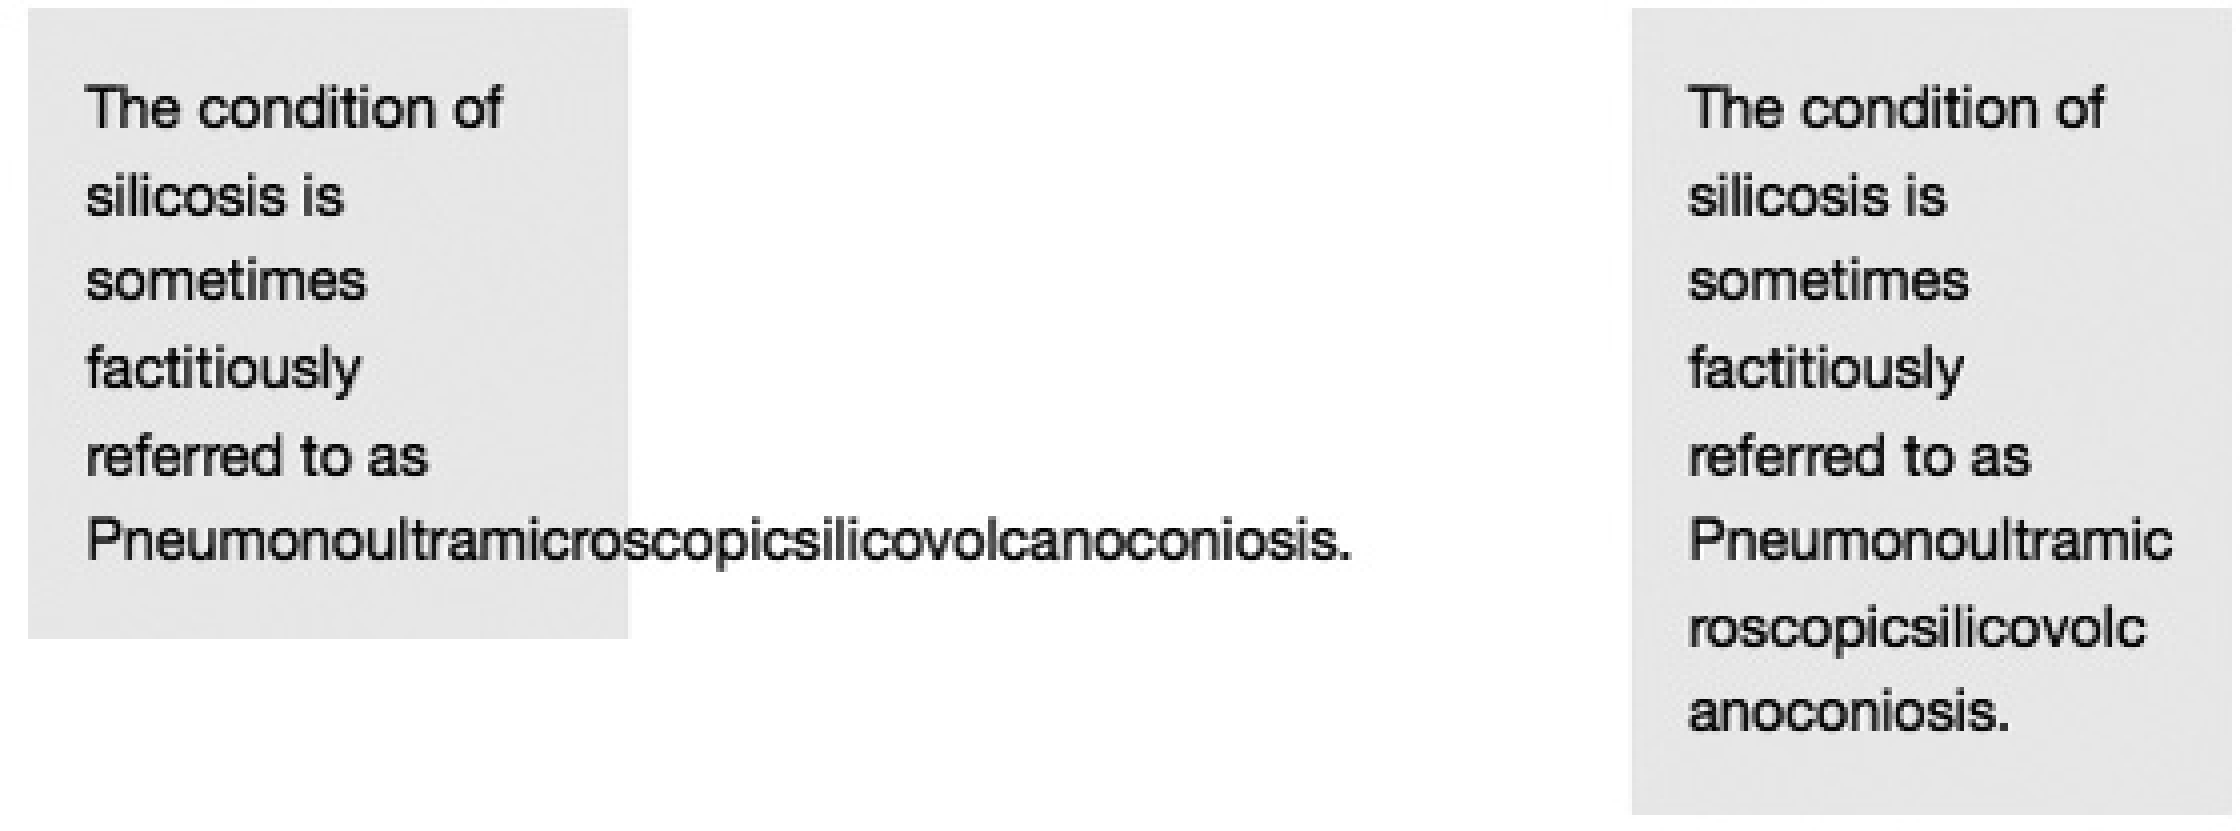 The condition of
silicosis is
sometimes
factitiously
referred to as
Pneumonoultramicroscopicsilicovolcanoconiosis.
The condition of
silicosis is
sometimes
factitiously
referred to as
Pneumonoultramic
roscopicsilicovolc
anoconiosis.